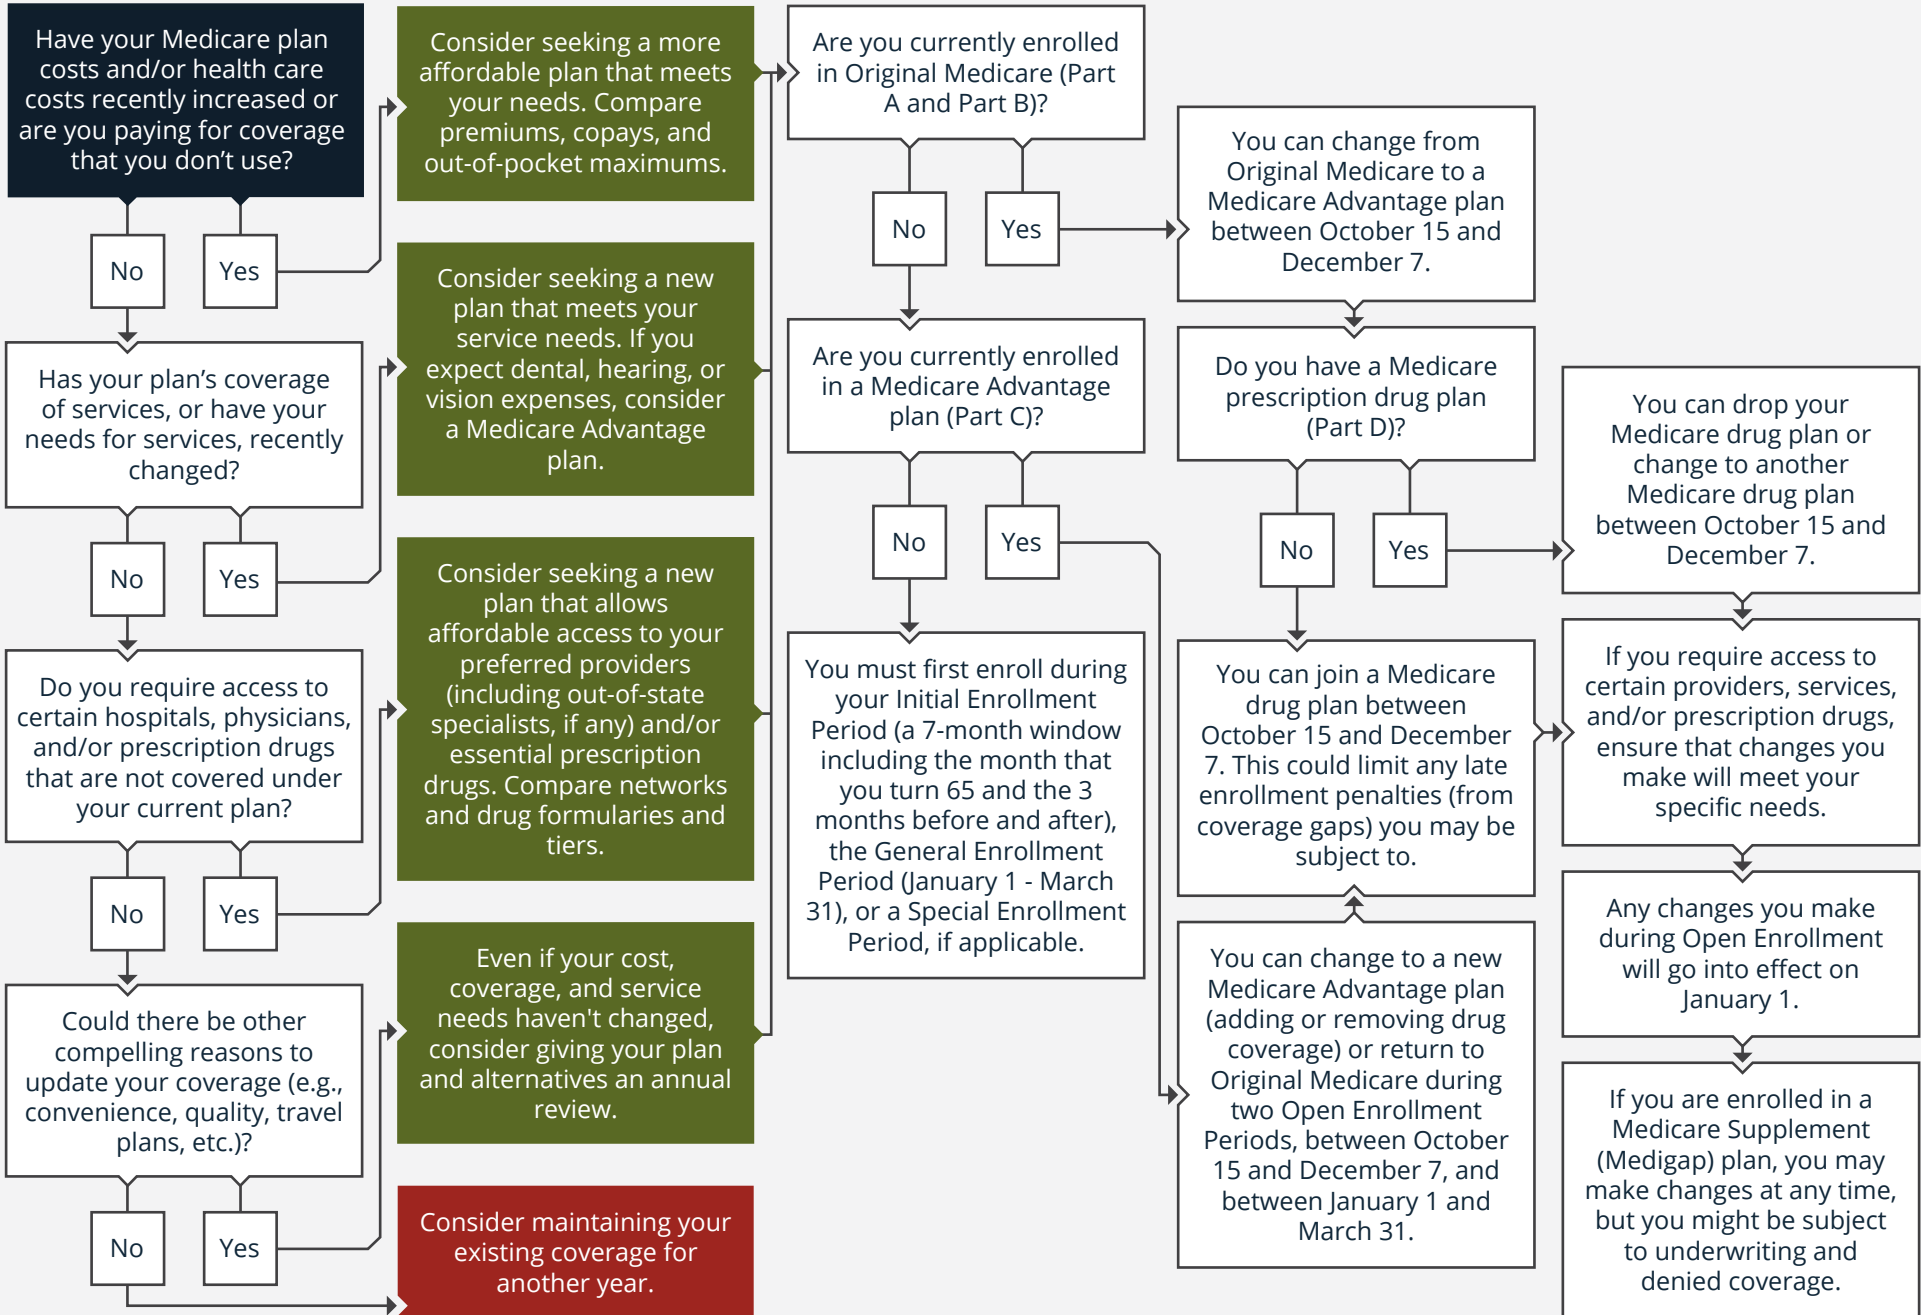 Have your Medicare plan
costs and/or health care
costs recently increased or
are you paying for coverage
that you don’t use?
No
Yes
Has your plan’s coverage
of services, or have your
needs for services, recently
changed?
No
Yes
Do you require access to
certain hospitals, physicians,
and/or prescription drugs
that are not covered under
your current plan?
No
Yes
Could there be other
compelling reasons to
update your coverage (e.g.,
convenience, quality, travel
plans, etc.)?
No
Yes
Consider seeking a more
affordable plan that meets
your needs. Compare
premiums, copays, and
out-of-pocket maximums.
Consider seeking a new
plan that meets your
service needs. If you
expect dental, hearing, or
vision expenses, consider
a Medicare Advantage
plan.
Consider seeking a new
plan that allows
affordable access to your
preferred providers
(including out-of-state
specialists, if any) and/or
essential prescription
drugs. Compare networks
and drug formularies and
tiers.
Even if your cost,
coverage, and service
needs haven't changed,
consider giving your plan
and alternatives an annual
review.
Consider maintaining your
existing coverage for
another year.
Are you currently enrolled
in Original Medicare (Part
A and Part B)?
No
Yes
Are you currently enrolled
in a Medicare Advantage
plan (Part C)?
No
Yes
You must first enroll during
your Initial Enrollment
Period (a 7-month window
including the month that
you turn 65 and the 3
months before and after),
the General Enrollment
Period (January 1 - March
31), or a Special Enrollment
Period, if applicable.
You can change from
Original Medicare to a
Medicare Advantage plan
between October 15 and
December 7.
Do you have a Medicare
prescription drug plan
(Part D)?
No
Yes
You can join a Medicare
drug plan between
October 15 and December
7. This could limit any late
enrollment penalties (from
coverage gaps) you may be
subject to.
You can change to a new
Medicare Advantage plan
(adding or removing drug
coverage) or return to
Original Medicare during
two Open Enrollment
Periods, between October
15 and December 7, and
between January 1 and
March 31.
You can drop your
Medicare drug plan or
change to another
Medicare drug plan
between October 15 and
December 7.
If you require access to
certain providers, services,
and/or prescription drugs,
ensure that changes you
make will meet your
specific needs.
Any changes you make
during Open Enrollment
will go into effect on
January 1.
If you are enrolled in a
Medicare Supplement
(Medigap) plan, you may
make changes at any time,
but you might be subject
to underwriting and
denied coverage.